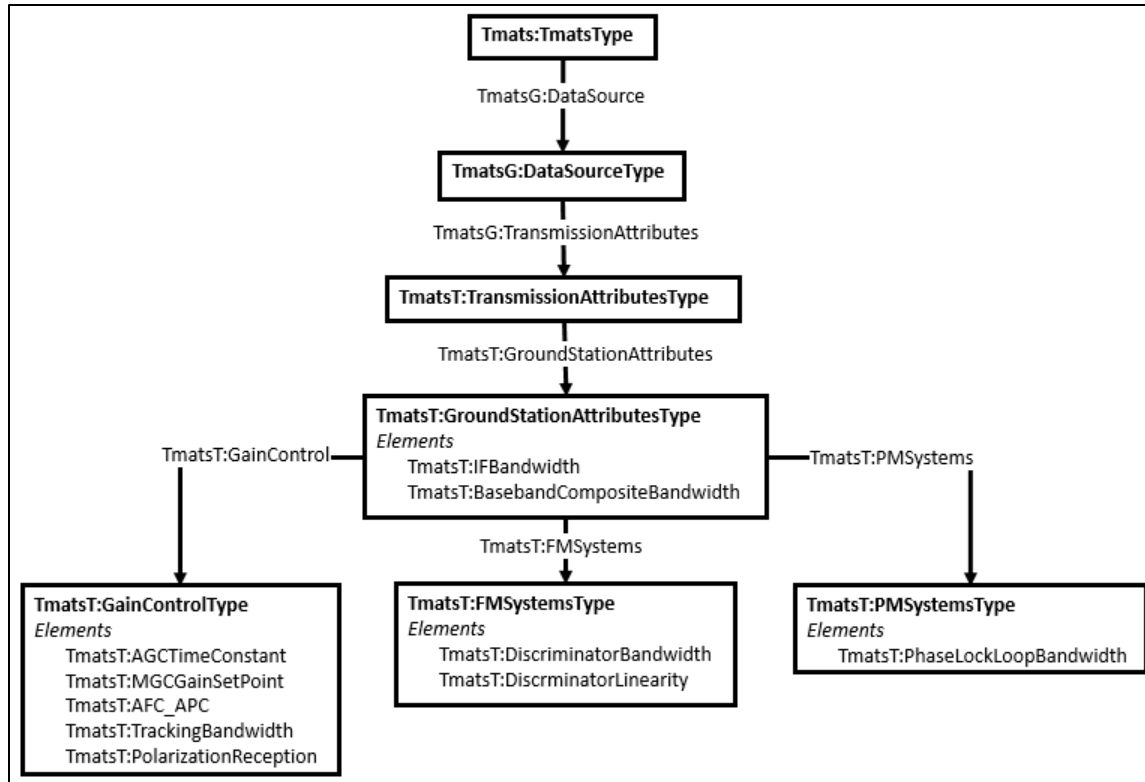 Tmats:TmatsType
TmatsG:DataSource
TmatsG:DataSourceType
TmatsG:TransmissionAttributes
TmatsT:TransmissionAttributesType
TmatsT:GroundStationAttributes
TmatsT:GroundStationAttributesType
Elements
TmatsT:IFBandwidth
TmatsT:BasebandCompositeBandwidth
TmatsT:GainControl
TmatsT:PMSystems
TmatsT:FMSystems
TmatsT:GainControlType
Elements
TmatsT:AGCTimeConstant
TmatsT:MGCGainSetPoint
TmatsT:AFC_APC
TmatsT:TrackingBandwidth
TmatsT:PolarizationReception
TmatsT:FMSystemsType
Elements
TmatsT:DiscriminatorBandwidth
TmatsT:DiscrminatorLinearity
TmatsT:PMSystemsType
Elements
TmatsT:PhaseLockLoopBandwidth